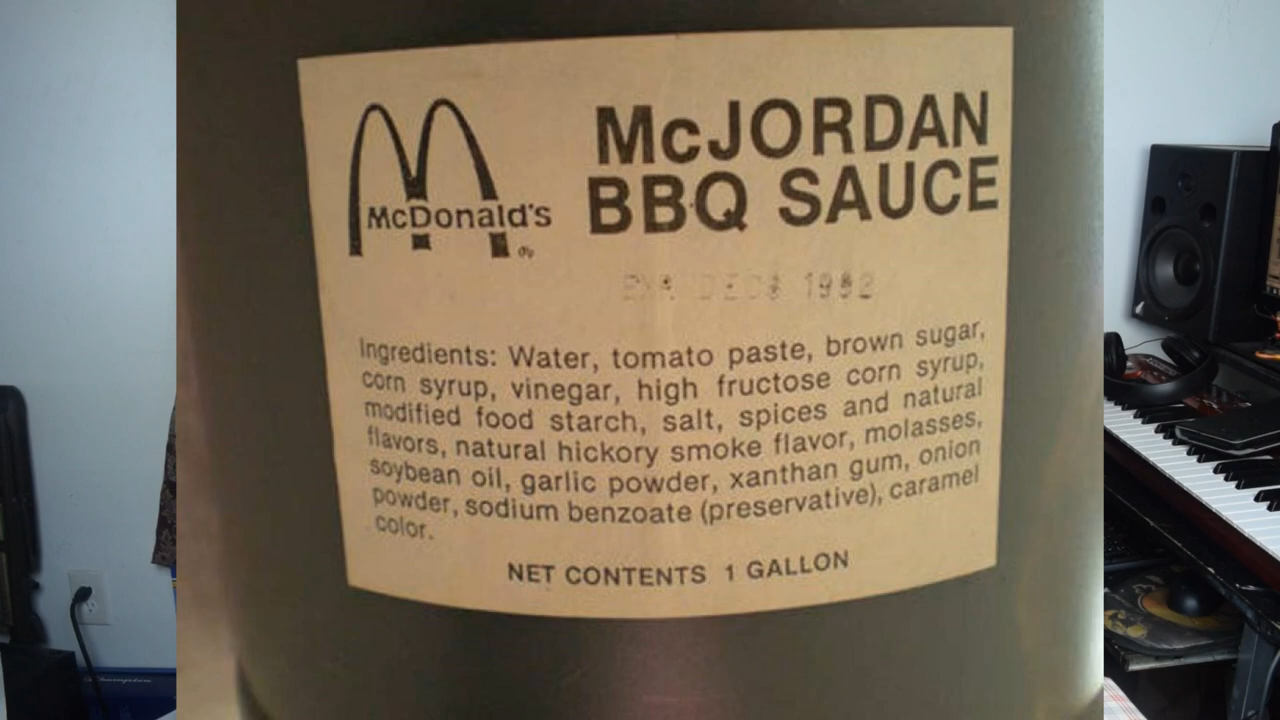 McDonald's
McJORDAN
BBQ SAUCE
1992
Ingredients: Water, tomato paste, brown sugar,
corn syrup, vinegar, high fructose corn syrup,
modified food starch, salt, spices and natural
flavors, natural hickory smoke flavor, molasses,
soybean oil, garlic powder, xanthan gum, onion
powder, sodium benzoate (preservative), caramel
color.
NET CONTENTS 1 GALLON
Champion